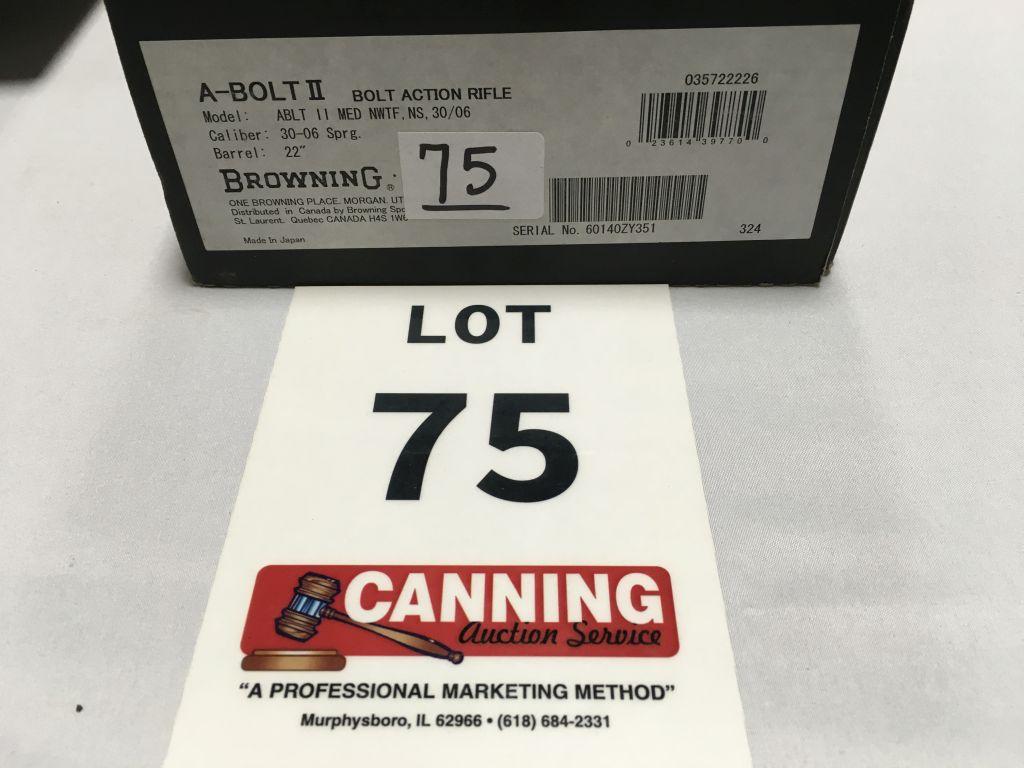 A-BOLT II BOLT ACTION RIFLE
035722226
Model: ABLT II MED NWTF, NS, 30/06
Caliber: 30-06 Sprg.
Barrel: 22"
0 23614 39770 0
75
BROWNING®
ONE BROWNING PLACE. MORGAN. UT
Distributed in Canada by Browning
St. Laurent. Quebec CANADA H4S
SERIAL No. 60140ZY351 324
Made In Japan
LOT
75
CANNING
Auction Service
"A PROFESSIONAL MARKETING METHOD"
Murphysboro, IL 62966 • (618) 684-2331